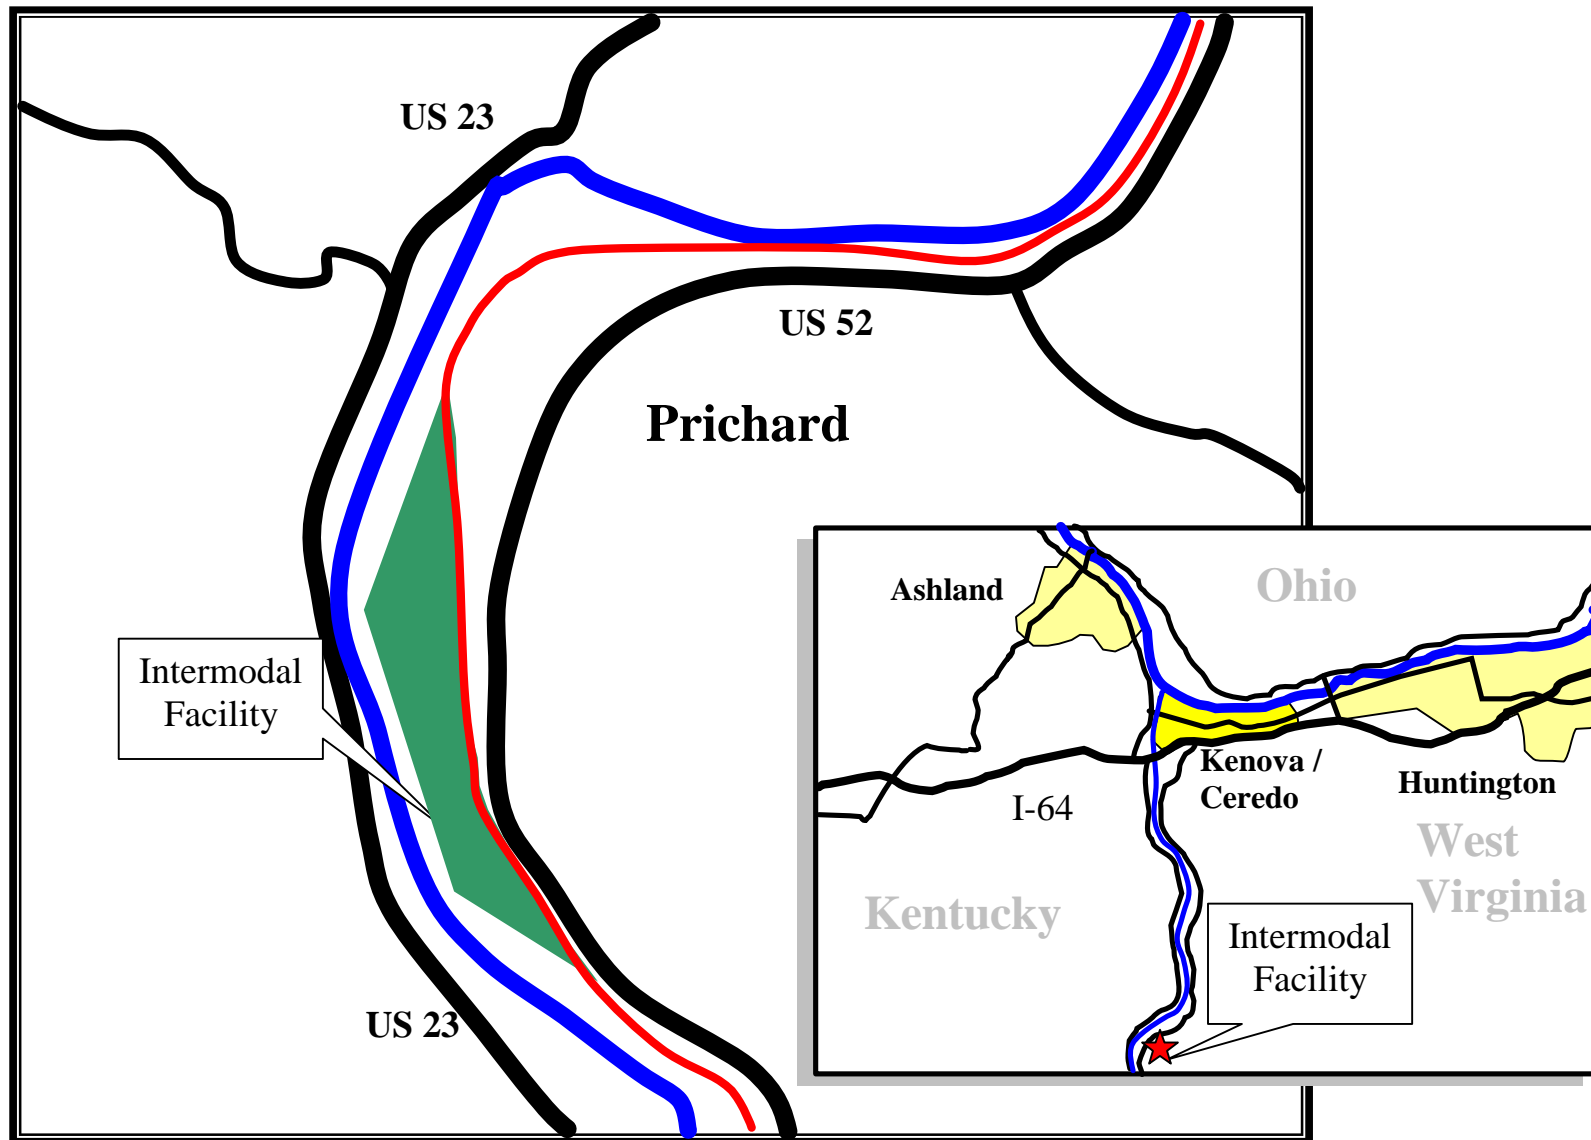 US 23
US 52
Prichard
Intermodal
Facility
US 23
Ashland
Ohio
Kenova /
Ceredo
Huntington
I-64
West
Virginia
Kentucky
Intermodal
Facility